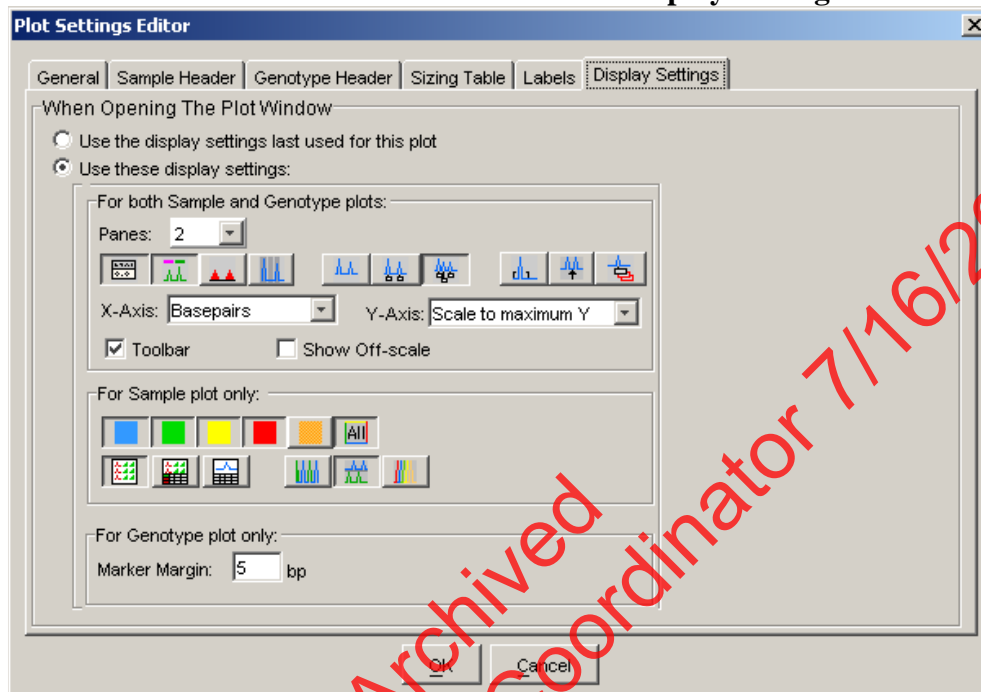 Plot Settings Editor
General Sample Header Genotype Header Sizing Table Labels Display Settings
When Opening The Plot Window
Use the display settings last used for this plot
Use these display settings:
For both Sample and Genotype plots:
Panes: 2
X-Axis: Basepairs Y-Axis: Scale to maximum Y
Toolbar Show Off-scale
For Sample plot only:
All
For Genotype plot only:
Marker Margin: 5 bp
OK Cancel
Archived
Coordinator 7/16/2